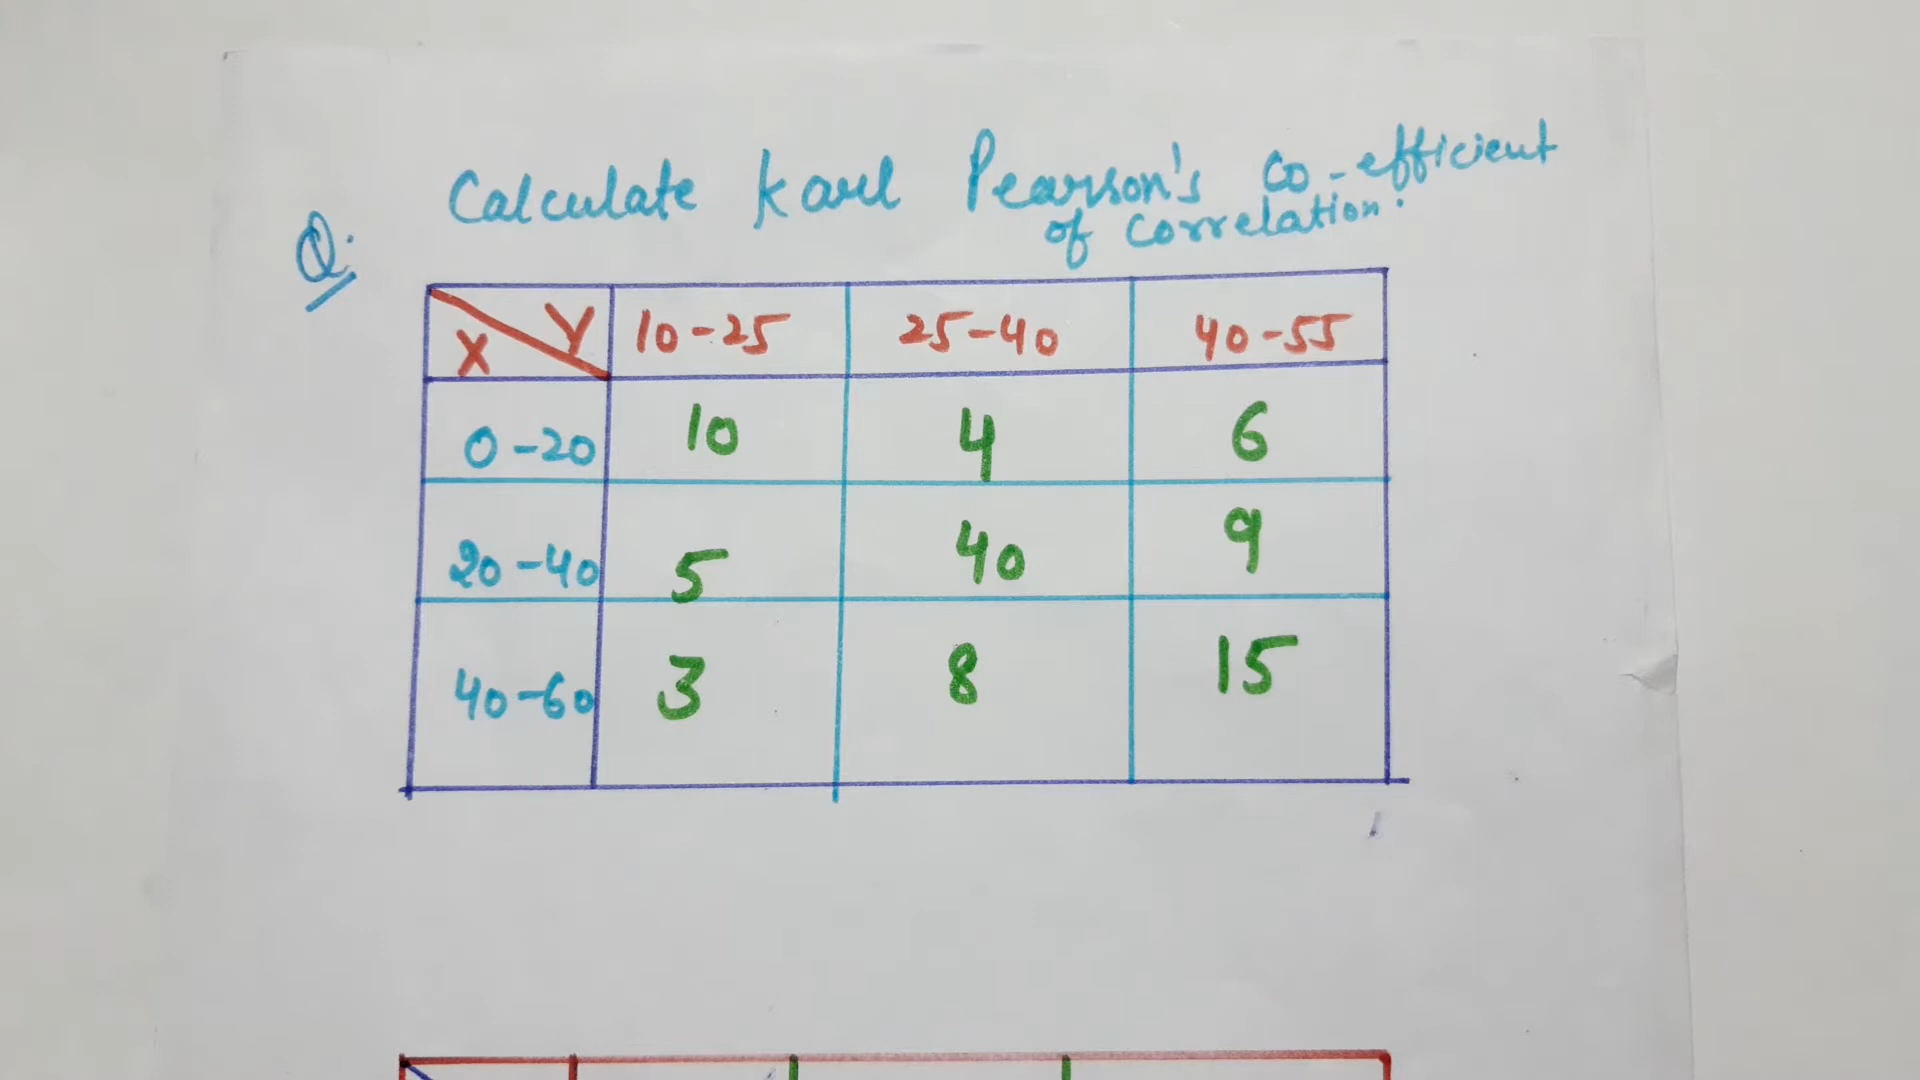 Calculate Karl Pearson's Co-efficient
of Correlation.
Q:
X Y 10-25 25-40 40-55
0-20 10 4 6
20-40 5 40 9
40-60 3 8 15